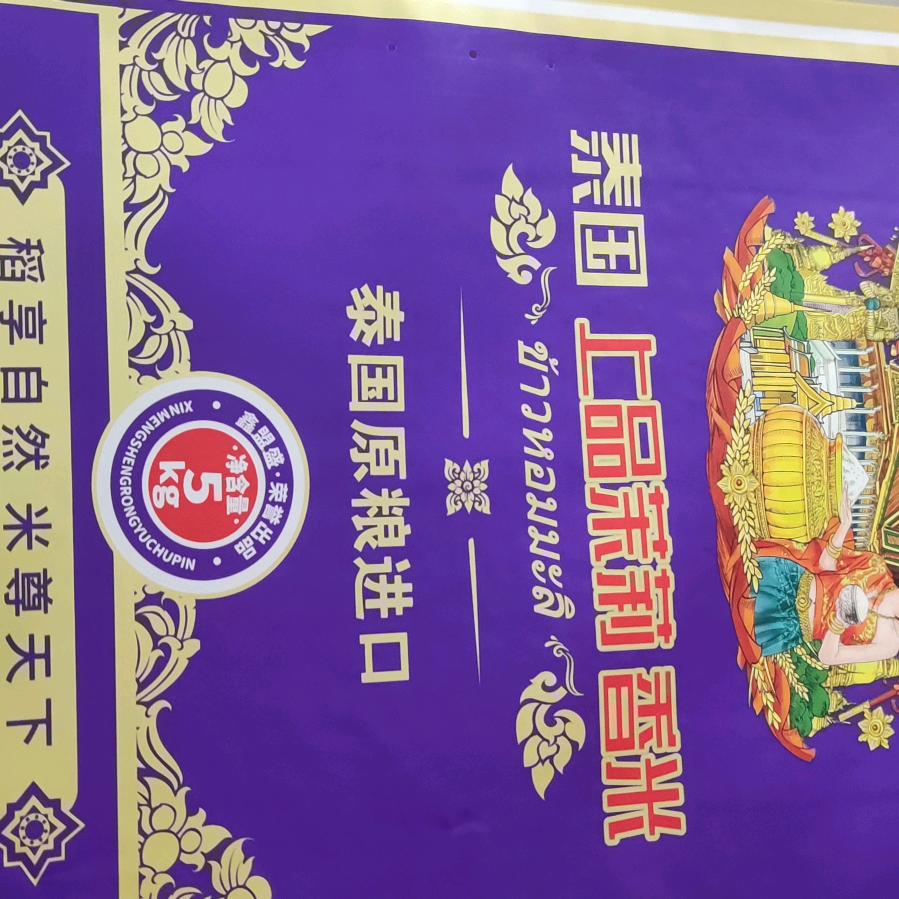 泰国
上品茉莉 香米
ข้าวหอมมะลิ
泰国原粮进口
鑫盟盛·荣誉出品
净含量
5
kg
XINMENGSHENGRONGYUCHUPIN
稻享自然 米尊天下